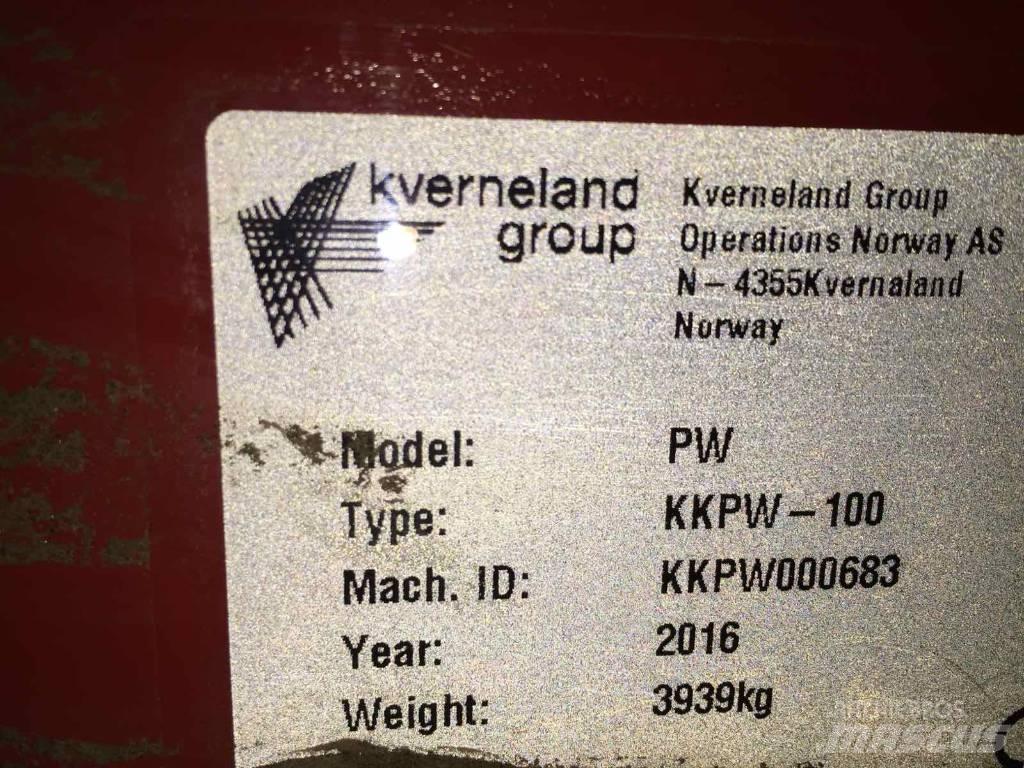 kverneland
group
Kverneland Group
Operations Norway AS
N-4355Kvernaland
Norway
Model: PW
Type: KKPW-100
Mach. ID: KKPW000683
Year: 2016
Weight: 3939kg
MASCUS